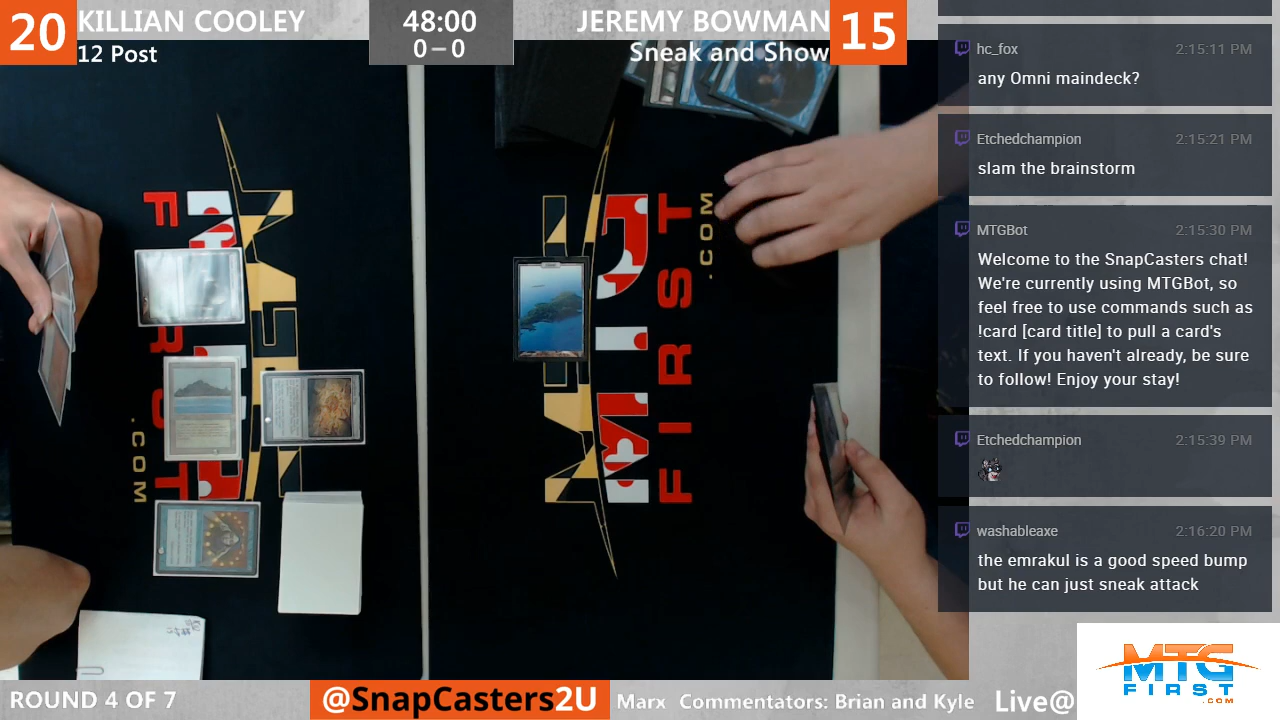 20
KILLIAN COOLEY
12 Post
48:00
0–0
JEREMY BOWMAN
Sneak and Show
15
hc_fox 2:15:11 PM
any Omni maindeck?
Etchedchampion 2:15:21 PM
slam the brainstorm
MTGBot 2:15:30 PM
Welcome to the SnapCasters chat!
We're currently using MTGBot, so
feel free to use commands such as
!card [card title] to pull a card's
text. If you haven't already, be sure
to follow! Enjoy your stay!
Etchedchampion 2:15:39 PM
washableaxe 2:16:20 PM
the emrakul is a good speed bump
but he can just sneak attack
MTG
FIRST
.COM
FIRST
.COM
ROUND 4 OF 7
@SnapCasters2U
Marx Commentators: Brian and Kyle
Live@
MTG
FIRST
.COM